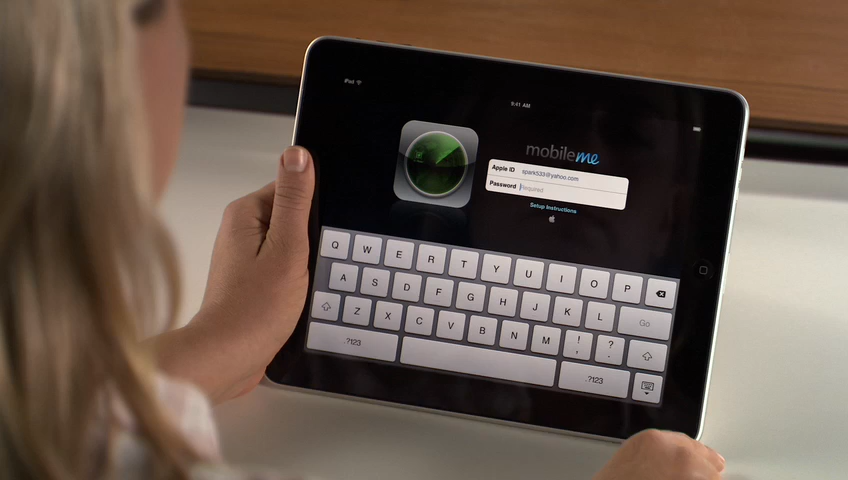 iPad
9:41 AM
mobileme
Apple ID spark533@yahoo.com
Password Required
Setup Instructions
Q W E R T Y U I O P
A S D F G H J K L Go
Z X C V B N M ! , ? .
.?123 .?123